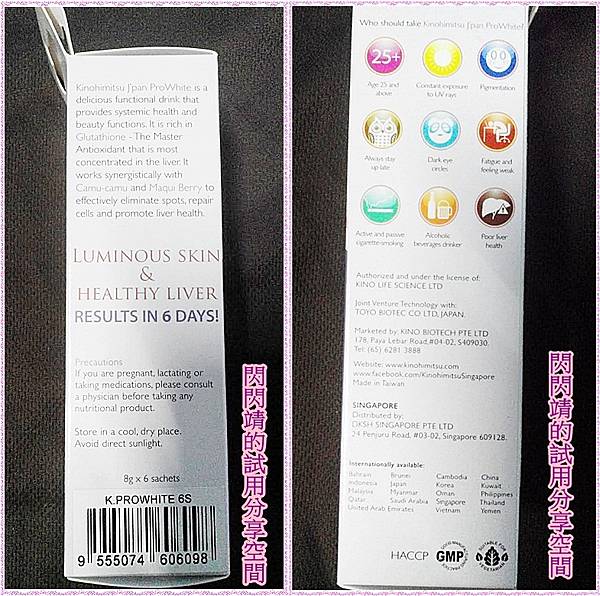 Kinohimitsu J'pan ProWhite is a
delicious functional drink that
provides systemic health and
beauty functions. It is rich in
Glutathione - The Master
Antioxidant that is most
concentrated in the liver. It
works synergistically with
Camu-camu and Maqui Berry to
effectively eliminate spots, repair
cells and promote liver health.
LUMINOUS SKIN
&
HEALTHY LIVER
RESULTS IN 6 DAYS!
Precautions
If you are pregnant, lactating or
taking medications, please consult
a physician before taking any
nutritional product.
Store in a cool, dry place.
Avoid direct sunlight.
8g x 6 sachets
K.PROWHITE 6S
9 555074 606098
閃閃靖的試用分享空間
Who should take Kinohimitsu J'pan ProWhite?
25+
Age 25 and
above
Constant exposure
to UV rays
Pigmentation
Always stay
up late
Dark eye
circles
Fatigue and
feeling weak
Active and passive
cigarette-smoking
Alcoholic
beverages drinker
Poor liver
health
Authorized and under the license of:
KINO LIFE SCIENCE LTD
Joint Venture Technology with:
TOYO BIOTEC CO LTD, JAPAN.
Marketed by: KINO BIOTECH PTE LTD
178, Paya Lebar Road,#04-02, S409030.
Tel: (65) 6281 3888
Website: www.kinohimitsu.com
www.facebook.com/KinohimitsuSingapore
Made in Taiwan
SINGAPORE
Distributed by:
DKSH SINGAPORE PTE LTD
24 Penjuru Road, #03-02, Singapore 609128.
Internationally available:
Bahrain Brunei Cambodia China
Indonesia Japan Korea Kuwait
Malaysia Myanmar Oman Philippines
Qatar Saudi Arabia Singapore Thailand
United Arab Emirates Vietnam Yemen
HACCP
GMP
SUITABLE FOR
VEGETARIAN
閃閃靖的試用分享空間